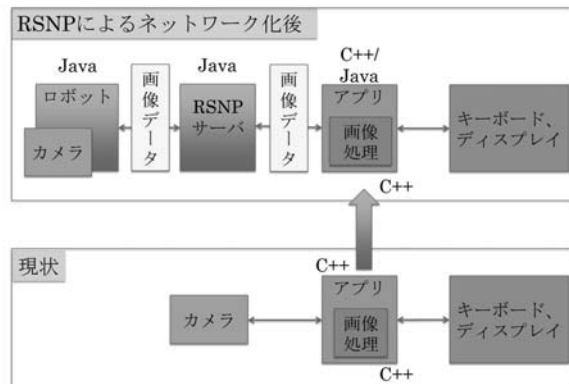 RSNPによるネットワーク化後
Java
ロボット
カメラ
画像データ
Java
RSNP
サーバ
画像データ
C++/
Java
アプリ
画像
処理
C++
キーボード、
ディスプレイ
現状
カメラ
C++
アプリ
画像
処理
C++
キーボード、
ディスプレイ